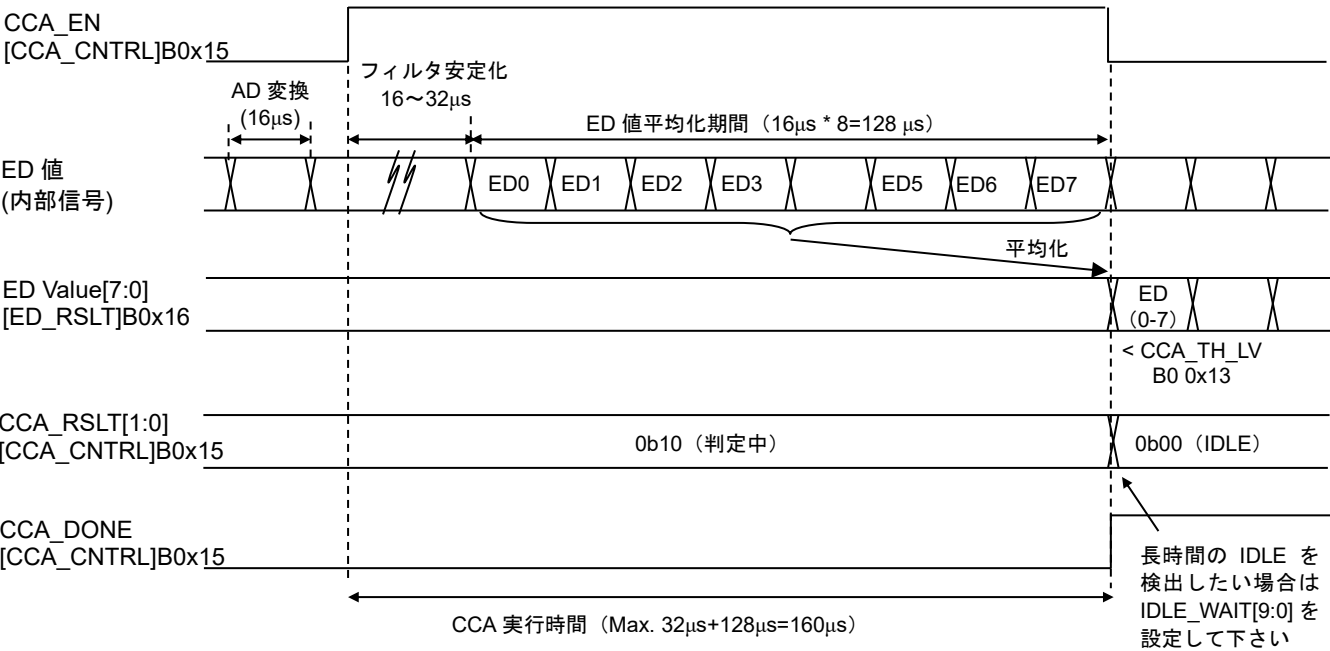 CCA_EN
[CCA_CNTRL]B0x15
フィルタ安定化
16～32μs
AD 変換
(16μs)
ED 値平均化期間（16μs * 8=128 μs）
ED 値
(内部信号)
ED0
ED1
ED2
ED3
ED5
ED6
ED7
平均化
ED Value[7:0]
[ED_RSLT]B0x16
ED
（0-7）
< CCA_TH_LV
B0 0x13
CCA_RSLT[1:0]
[CCA_CNTRL]B0x15
0b10（判定中）
0b00（IDLE）
CCA_DONE
[CCA_CNTRL]B0x15
長時間の IDLE を
検出したい場合は
IDLE_WAIT[9:0] を
設定して下さい
CCA 実行時間（Max. 32μs+128μs=160μs）